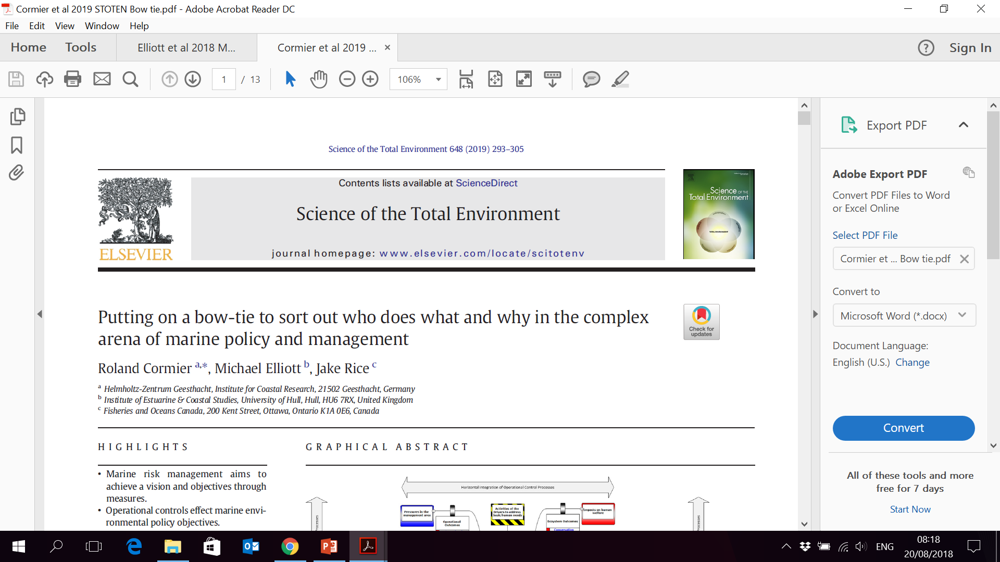 Cormier et al 2019 STOTEN Bow tie.pdf - Adobe Acrobat Reader DC
File Edit View Window Help
Home Tools Elliott et al 2018 M... Cormier et al 2019 ... Sign In
1 / 13 106%
Science of the Total Environment 648 (2019) 293–305
Contents lists available at ScienceDirect
Science of the Total Environment
journal homepage: www.elsevier.com/locate/scitotenv
ELSEVIER
Science OF THE
Total Environment
TOTAL ENVIRONMENT
Putting on a bow-tie to sort out who does what and why in the complex
arena of marine policy and management
Check for
updates
Roland Cormier a,*, Michael Elliott b, Jake Rice c
a Helmholtz-Zentrum Geesthacht, Institute for Coastal Research, 21502 Geesthacht, Germany
b Institute of Estuarine & Coastal Studies, University of Hull, Hull, HU6 7RX, United Kingdom
c Fisheries and Oceans Canada, 200 Kent Street, Ottawa, Ontario K1A 0E6, Canada
HIGHLIGHTS
• Marine risk management aims to
achieve a vision and objectives through
measures.
• Operational controls effect marine envi-
ronmental policy objectives.
GRAPHICAL ABSTRACT
Horizontal Integration of Operational Control Processes
Pressures in the
management area
Operational
Outcomes
Activities of the
Drivers to address
basic human needs
Ecosystem Outcomes
Conservation
Impacts on human
welfare
Processes
Processes
Export PDF
Adobe Export PDF
Convert PDF Files to Word
or Excel Online
Select PDF File
Cormier et ... Bow tie.pdf
Convert to
Microsoft Word (*.docx)
Document Language:
English (U.S.) Change
Convert
All of these tools and more
free for 7 days
Start Now
ENG
08:18
20/08/2018